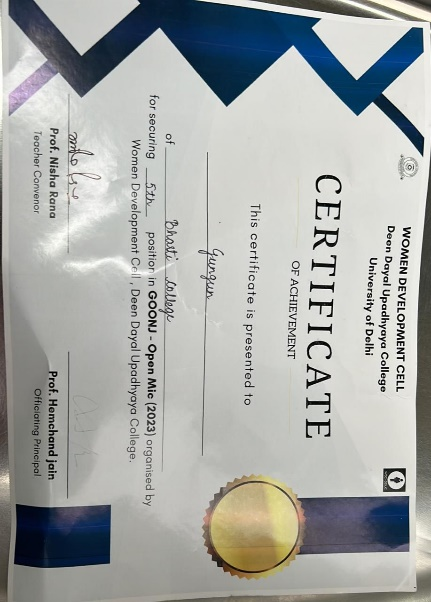 WOMEN DEVELOPMENT CELL
Deen Dayal Upadhyaya College
University of Delhi
CERTIFICATE
OF ACHIEVEMENT
This certificate is presented to
Gungun
of Bharti College
for securing 5th position in GOONJ - Open Mic (2023) organised by
Women Development Cell , Deen Dayal Upadhyaya College.
Prof. Nisha Rana
Teacher Convenor
Prof. Hemchand Jain
Officiating Principal